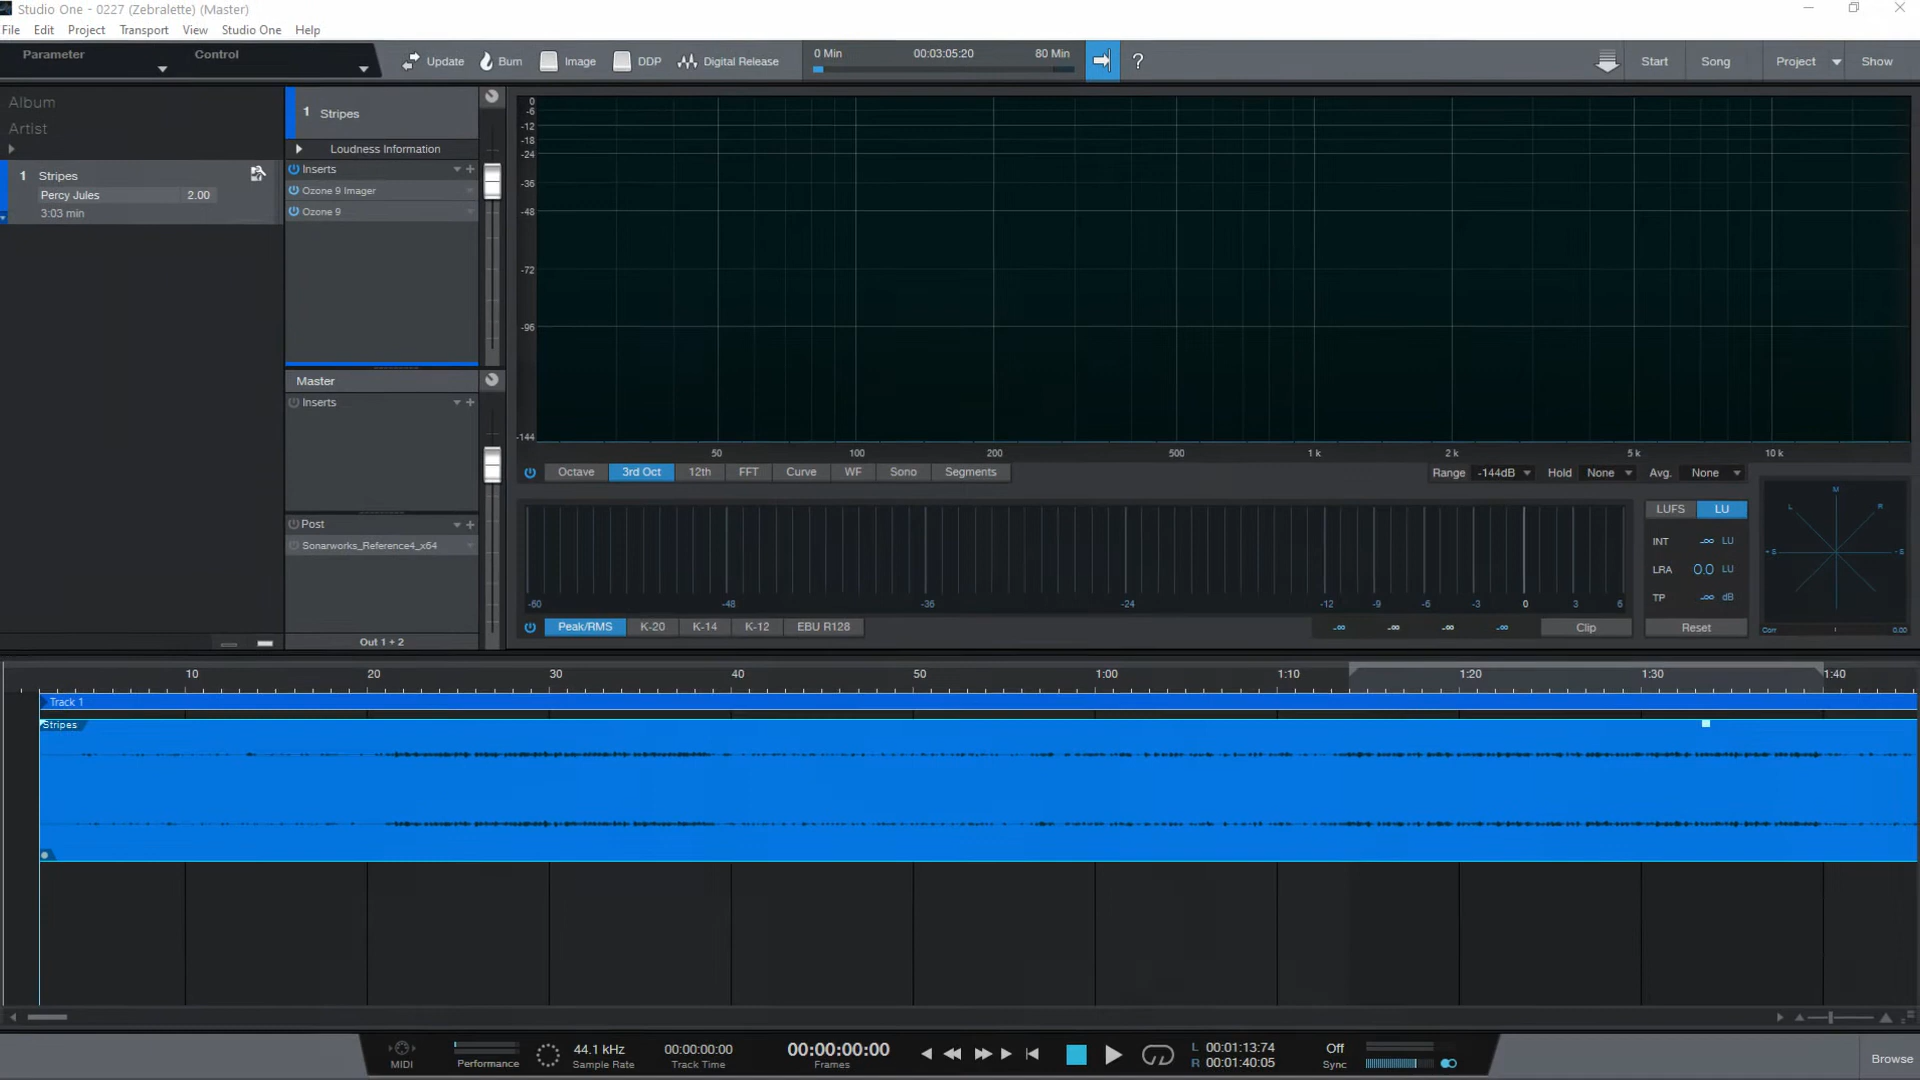 Studio One - 0227 (Zebralette) (Master)
File Edit Project Transport View Studio One Help
Parameter Control
Update Burn Image DDP Digital Release
0 Min 00:03:05:20 80 Min
?
Start Song Project Show
Album
Artist
1 Stripes
Percy Jules 2.00
3:03 min
1 Stripes
Loudness Information
Inserts
Ozone 9 Imager
Ozone 9
Master
Inserts
Post
Sonarworks_Reference4_x64
Out 1 + 2
0
-6
-12
-18
-24
-36
-48
-72
-96
-144
50 100 200 500 1 k 2 k 5 k 10 k
Octave 3rd Oct 12th FFT Curve WF Sono Segments
Range -144dB Hold None Avg. None
-60 -48 -36 -24 -12 -9 -6 -3 0 3 6
Peak/RMS K-20 K-14 K-12 EBU R128
-∞ -∞ -∞ -∞ Clip
LUFS LU
INT -∞ LU
LRA 0.0 LU
TP -∞ dB
Reset
M
L R
+S -S
Corr 1 0.00
10 20 30 40 50 1:00 1:10 1:20 1:30 1:40
Track 1
Stripes
MIDI
Performance
44.1 kHz
Sample Rate
00:00:00:00
Track Time
00:00:00:00
Frames
L 00:01:13:74
R 00:01:40:05
Off
Sync
Browse